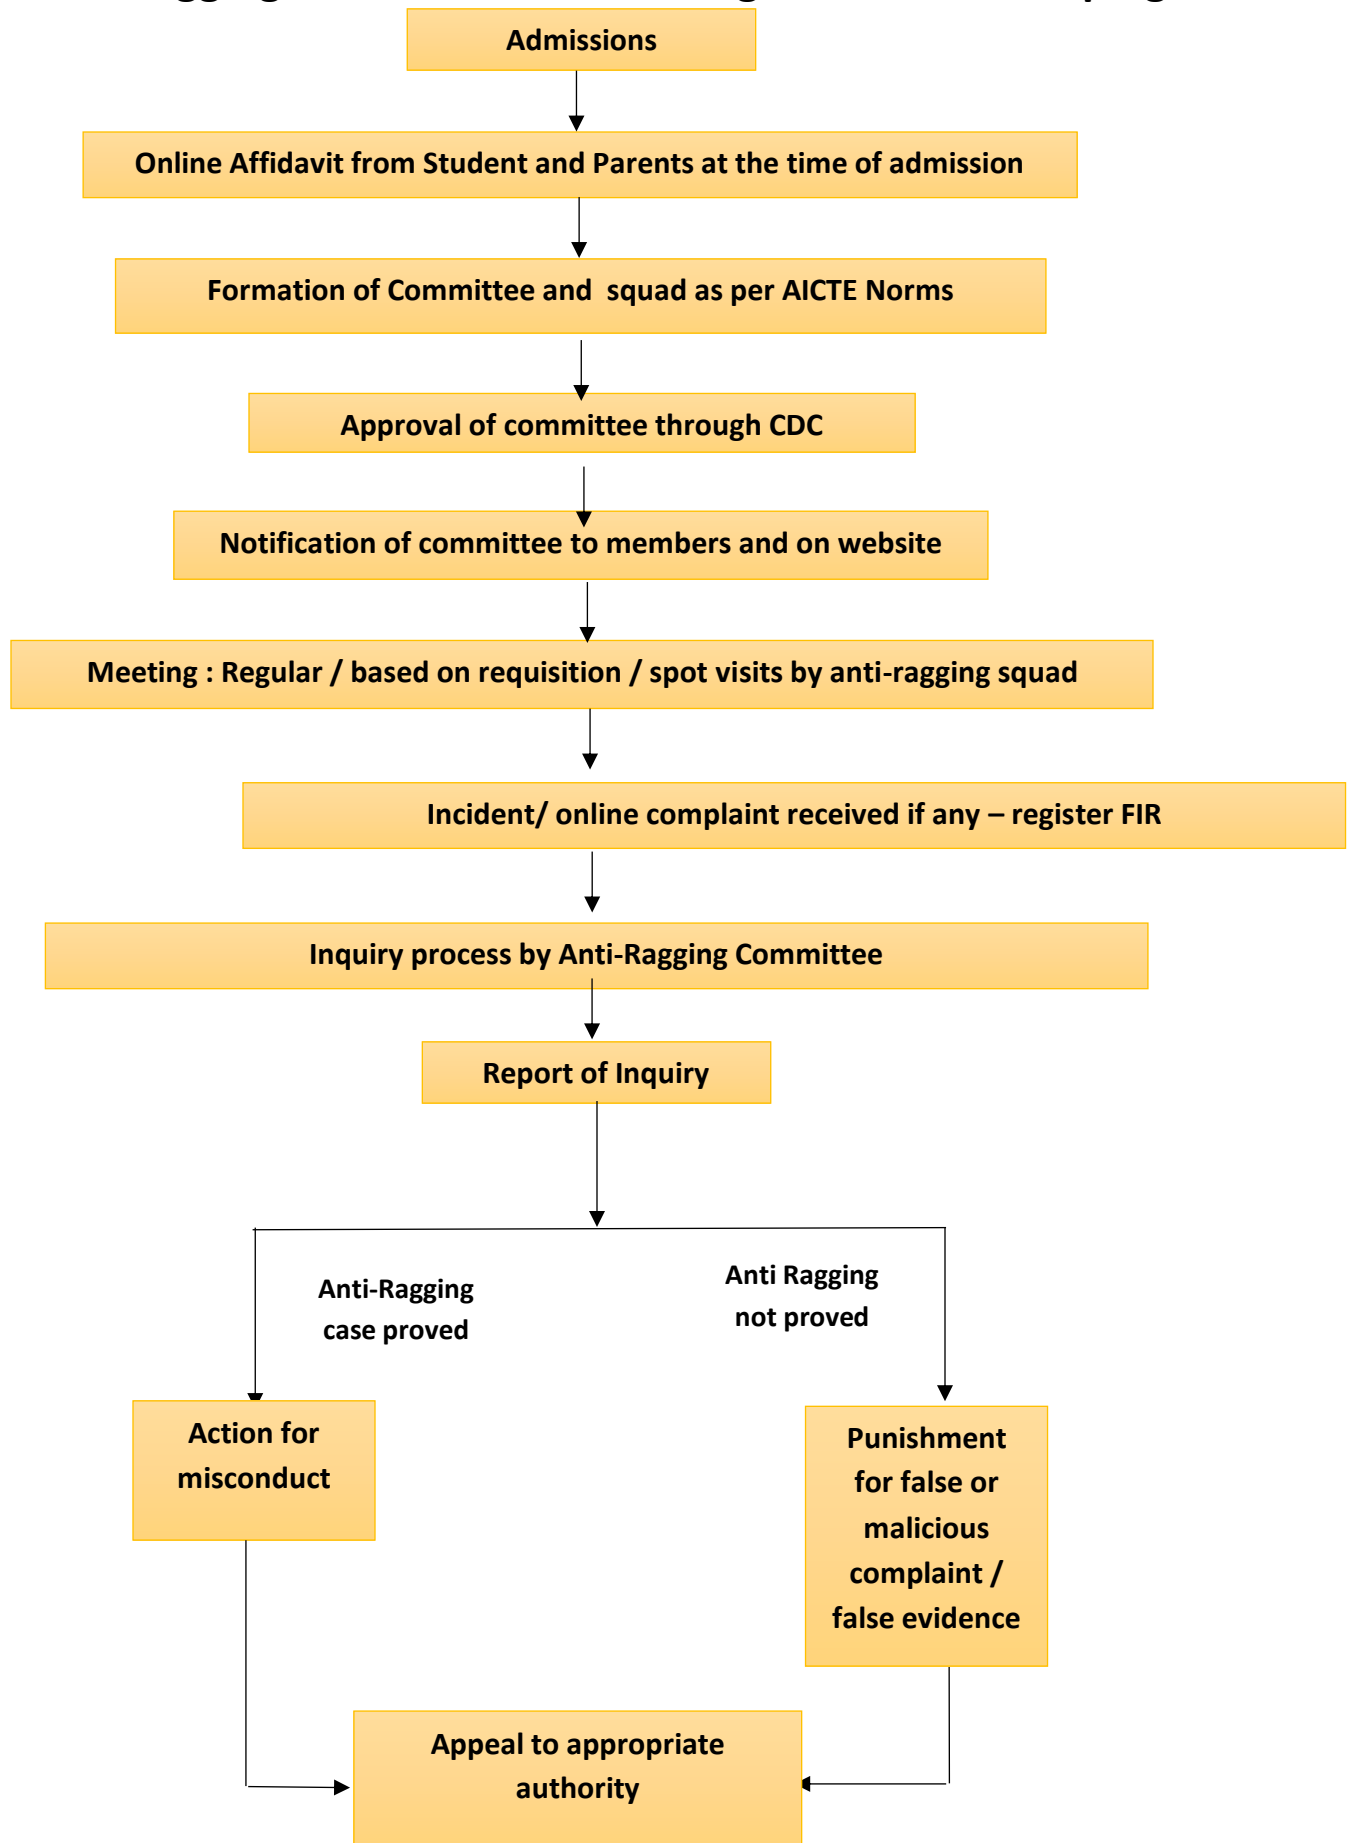 Admissions
Online Affidavit from Student and Parents at the time of admission
Formation of Committee and  squad as per AICTE Norms
Approval of committee through CDC
Notification of committee to members and on website
Meeting : Regular / based on requisition / spot visits by anti-ragging squad
Incident/ online complaint received if any – register FIR
Inquiry process by Anti-Ragging Committee
Report of Inquiry
Anti-Ragging
case proved
Anti Ragging
not proved
Action for
misconduct
Punishment
for false or
malicious
complaint /
false evidence
Appeal to appropriate
authority